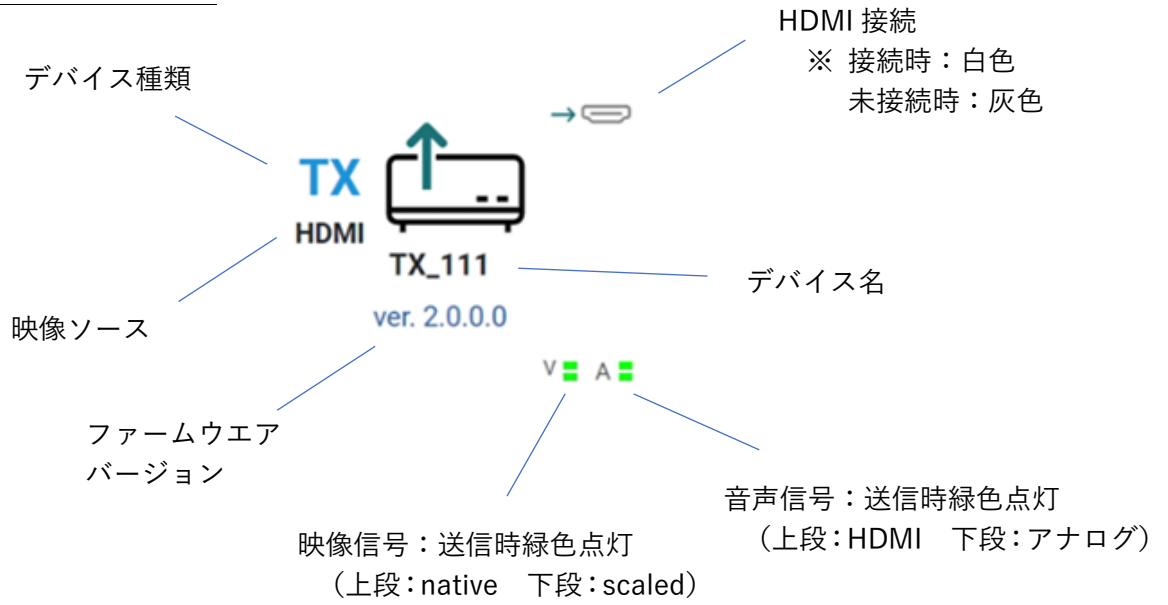 HDMI 接続
※ 接続時：白色
未接続時：灰色
デバイス種類
TX
HDMI
TX_111
デバイス名
ver. 2.0.0.0
映像ソース
V A
ファームウエア
バージョン
音声信号：送信時緑色点灯
（上段：HDMI　下段：アナログ）
映像信号：送信時緑色点灯
（上段：native　下段：scaled）